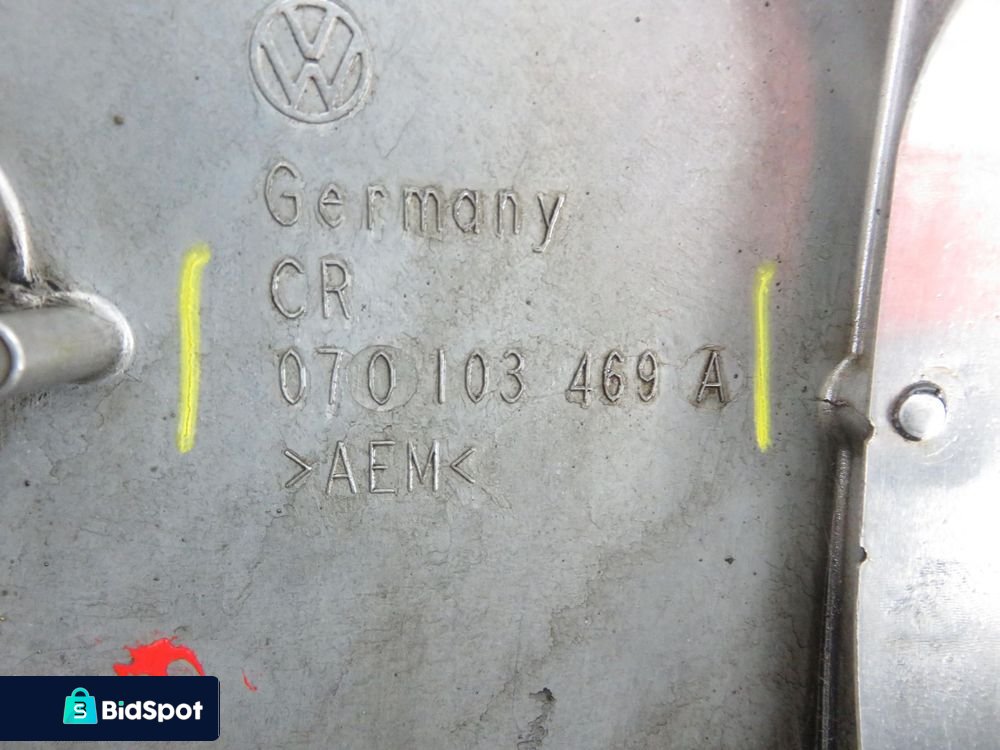 Germany
CR
070 103 469 A
>AEM<
BidSpot